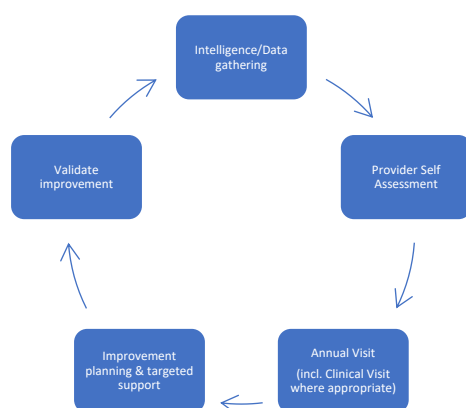 Intelligence/Data
gathering
Provider Self
Assessment
Annual Visit
(incl. Clinical Visit
where appropriate)
Improvement
planning & targeted
support
Validate
improvement